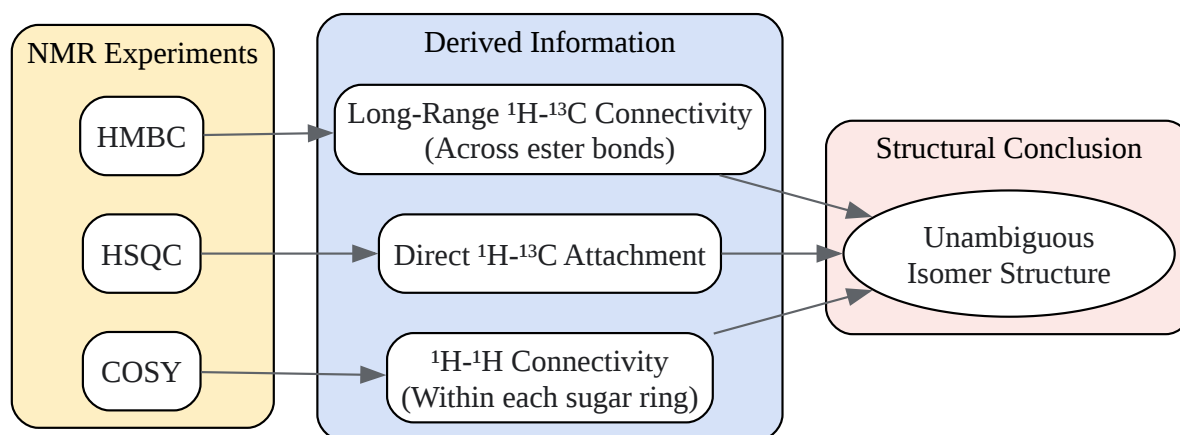 NMR Experiments
HMBC
HSQC
COSY
Derived Information
Long-Range ¹H-¹³C Connectivity
(Across ester bonds)
Direct ¹H-¹³C Attachment
¹H-¹H Connectivity
(Within each sugar ring)
Structural Conclusion
Unambiguous
Isomer Structure